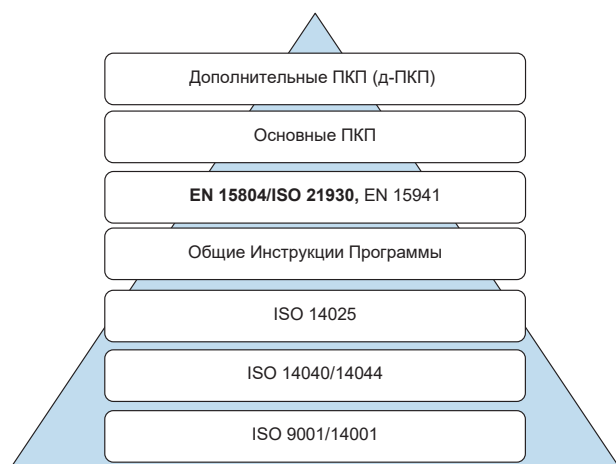 Дополнительные ПКП (д-ПКП)
Основные ПКП
EN 15804/ISO 21930, EN 15941
Общие Инструкции Программы
ISO 14025
ISO 14040/14044
ISO 9001/14001